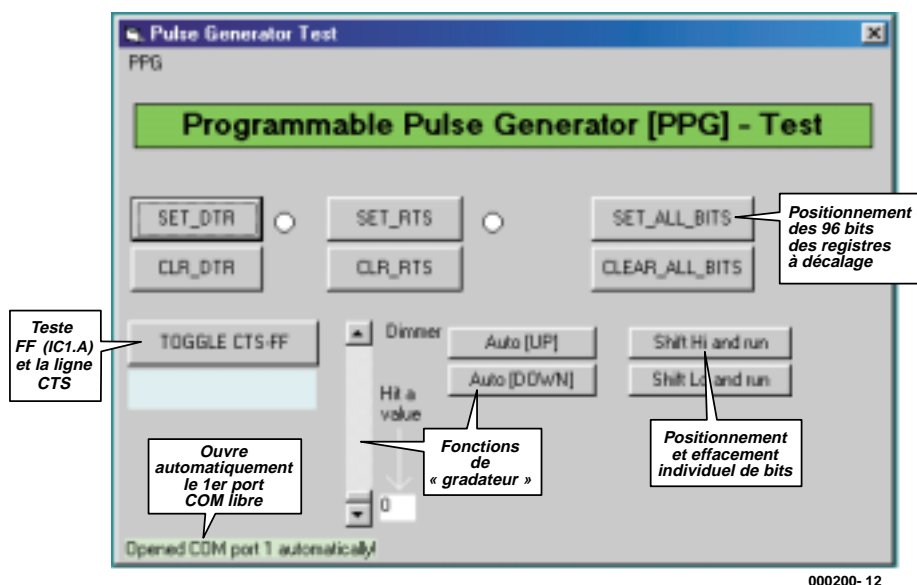 Pulse Generator Test
PPG
Programmable Pulse Generator [PPG] - Test
SET_DTR
SET_RTS
SET_ALL_BITS
Positionnement
des 96 bits
des registres
à décalage
CLR_DTR
CLR_RTS
CLEAR_ALL_BITS
Teste
FF (IC1.A)
et la ligne
CTS
TOGGLE CTS-FF
Dimmer
Auto [UP]
Shift Hi and run
Auto [DOWN]
Shift Lo and run
Hit a
value
Ouvre
automatiquement
le 1er port
COM libre
Fonctions
de
« gradateur »
Positionnement
et effacement
individuel de bits
0
Opened COM port 1 automatically!
000200- 12